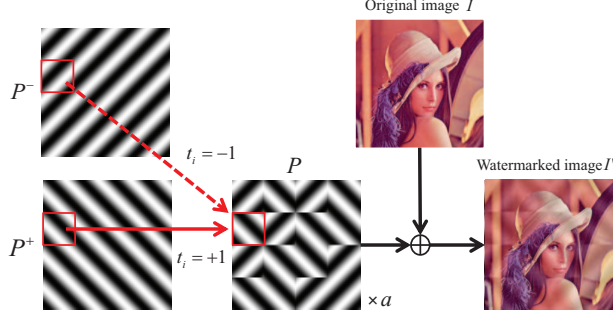 Original image I
P⁻
tᵢ = −1
P
Watermarked image I'
P⁺
tᵢ = +1
× a